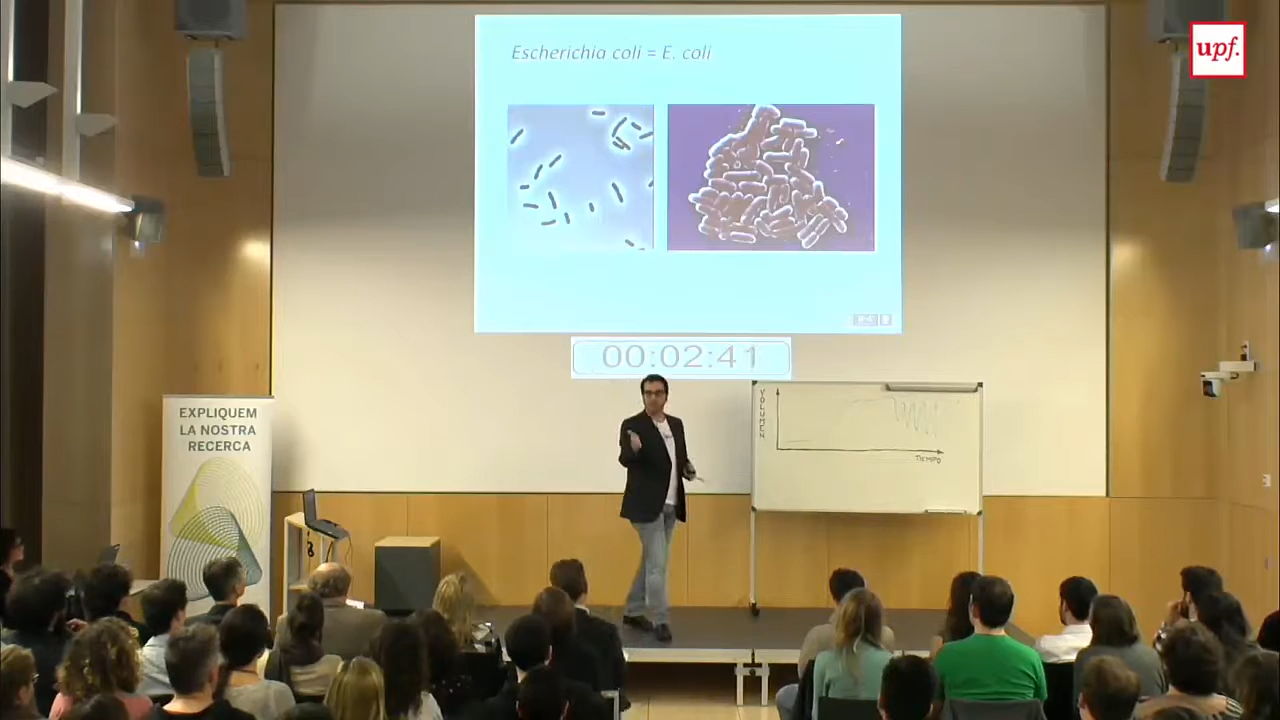 Escherichia coli = E. coli
upf.
00:02:41
VOLUMEN
TIEMPO
EXPLIQUEM
LA NOSTRA
RECERCA